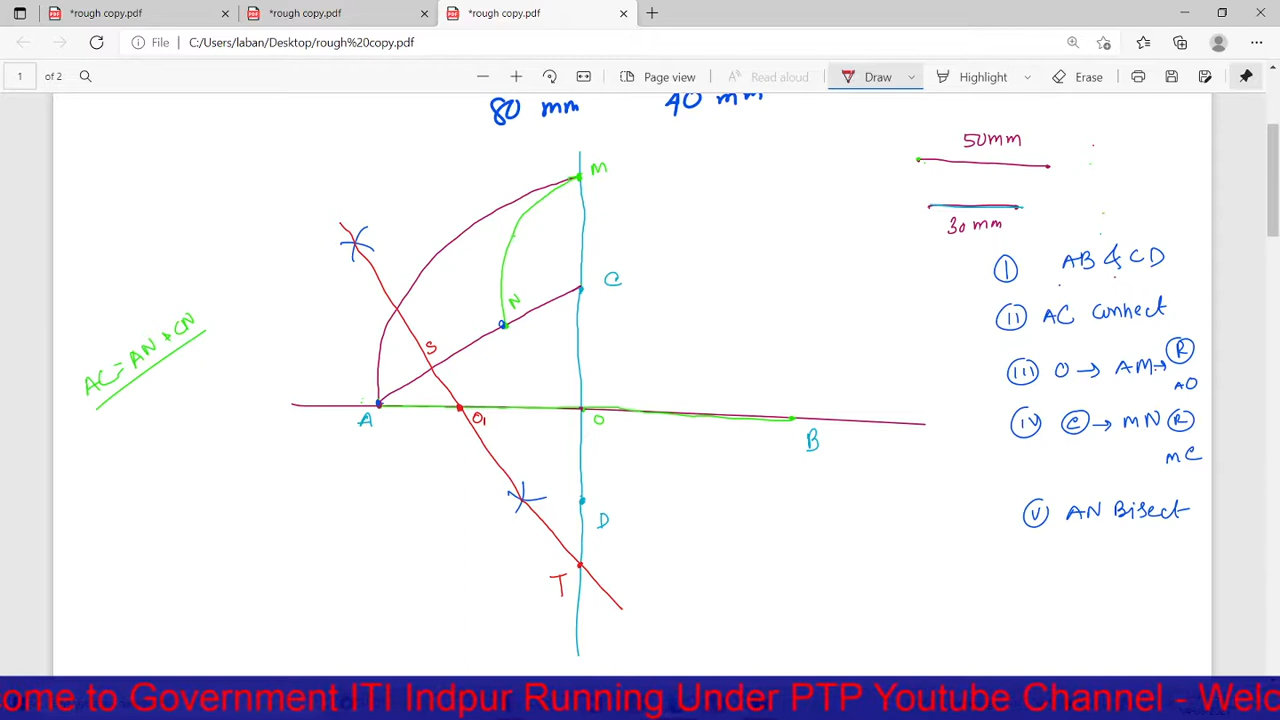 *rough copy.pdf
*rough copy.pdf
*rough copy.pdf
File
C:/Users/laban/Desktop/rough%20copy.pdf
1
of 2
Page view
Read aloud
Draw
Highlight
Erase
80 mm 40 mm
50mm
30 mm
M
C
N
S
A
O1
O
B
D
T
AC = AN + CN
I AB & CD
II AC Connect
III O → AM → R
AO
IV C → MN R
MC
V AN Bisect
ome to Government ITI Indpur Running Under PTP Youtube Channel - Welc